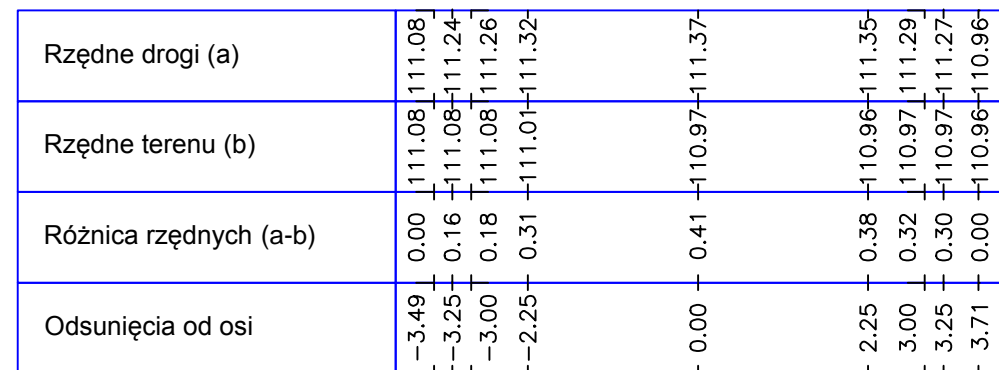 Rzędne drogi (a) 111.08 111.24 111.26 111.32 111.37 111.35 111.29 111.27 110.96
Rzędne terenu (b) 111.08 111.08 111.08 111.01 110.97 110.96 110.97 110.97 110.96
Różnica rzędnych (a-b) 0.00 0.16 0.18 0.31 0.41 0.38 0.32 0.30 0.00
Odsunięcia od osi -3.49 -3.25 -3.00 -2.25 0.00 2.25 3.00 3.25 3.71